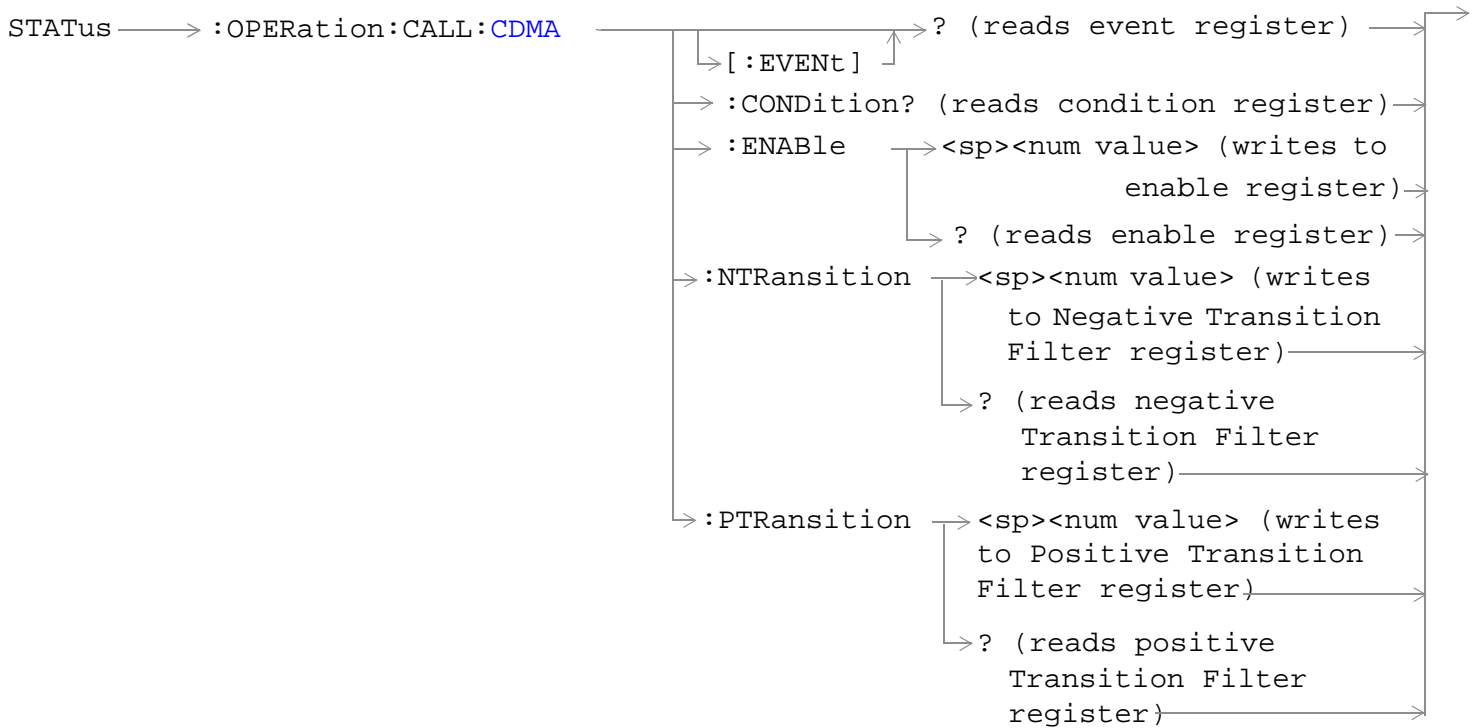 STATus :OPERation:CALL:CDMA ? (reads event register)
[:EVENt]
:CONDition? (reads condition register)
:ENABle <sp><num value> (writes to
enable register)
? (reads enable register)
:NTRansition <sp><num value> (writes
to Negative Transition
Filter register)
? (reads negative
Transition Filter
register)
:PTRansition <sp><num value> (writes
to Positive Transition
Filter register)
? (reads positive
Transition Filter
register)